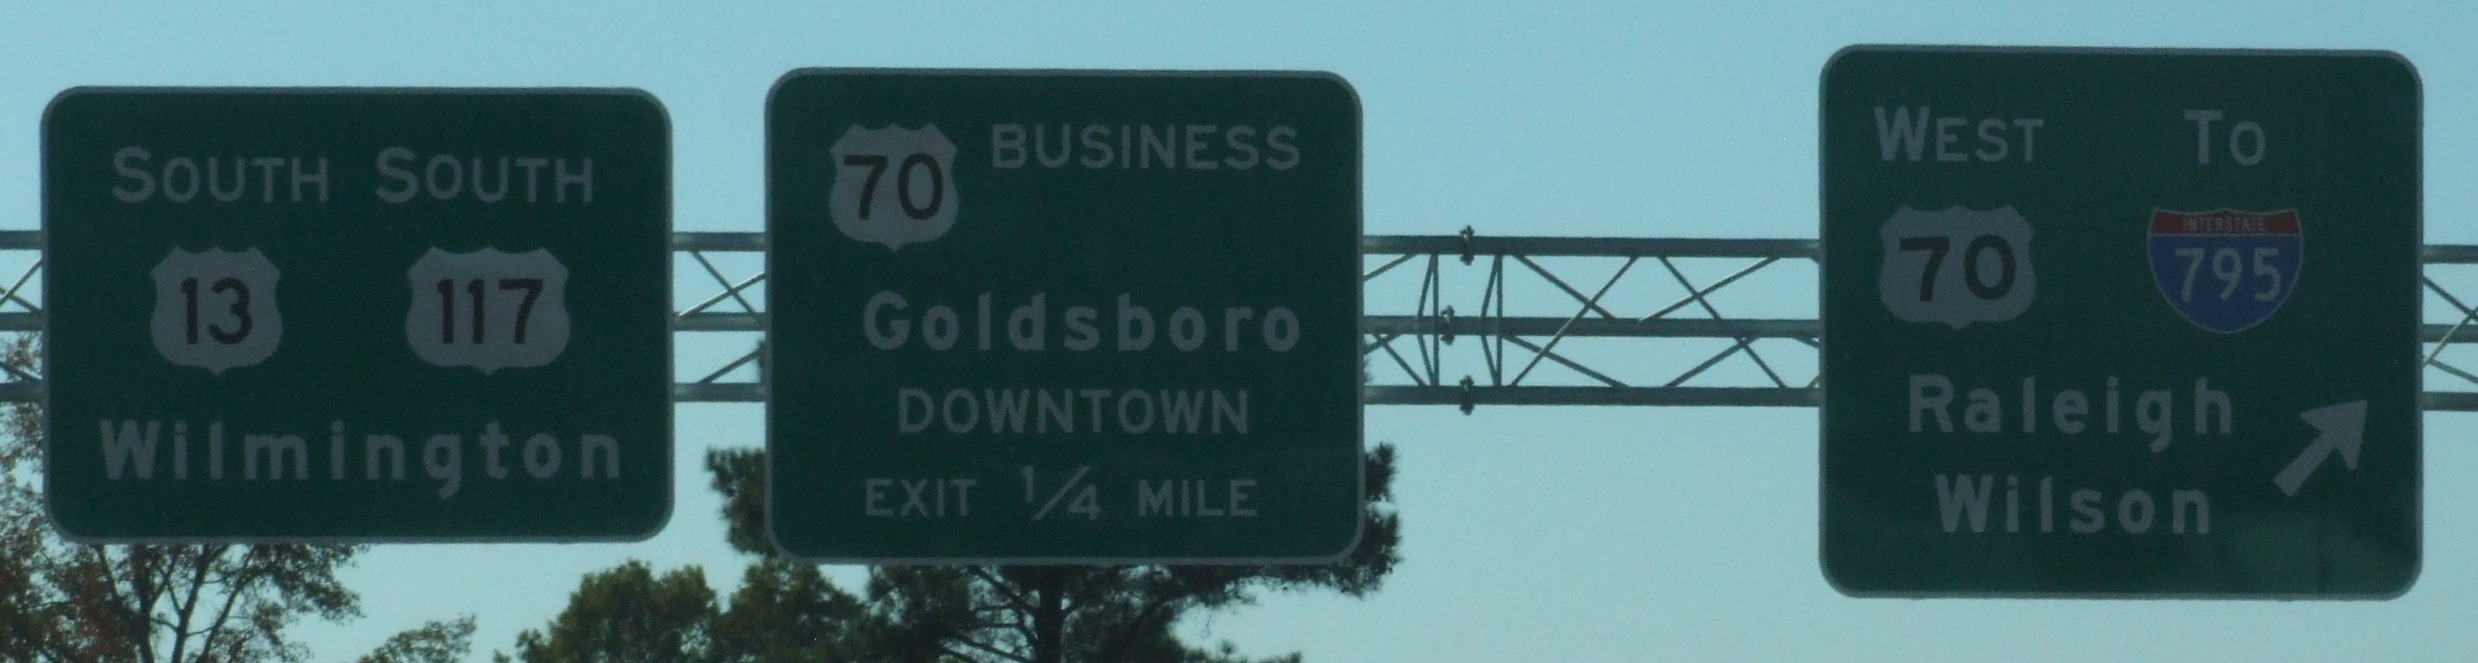 SOUTH SOUTH
13 117
Wilmington
70 BUSINESS
Goldsboro
DOWNTOWN
EXIT 1/4 MILE
WEST TO
70 INTERSTATE 795
Raleigh
Wilson